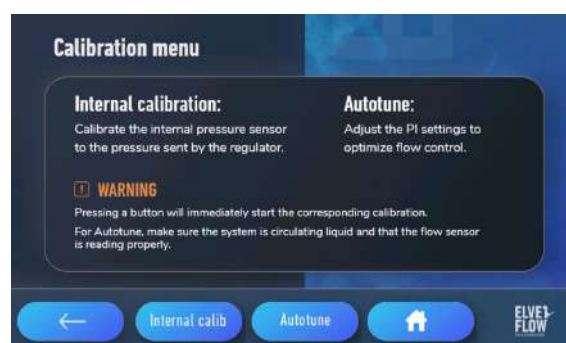 Calibration menu
Internal calibration:
Calibrate the internal pressure sensor
to the pressure sent by the regulator.
Autotune:
Adjust the PI settings to
optimize flow control.
! WARNING
Pressing a button will immediately start the corresponding calibration.
For Autotune, make sure the system is circulating liquid and that the flow sensor
is reading properly.
Internal calib
Autotune
ELVE
FLOW